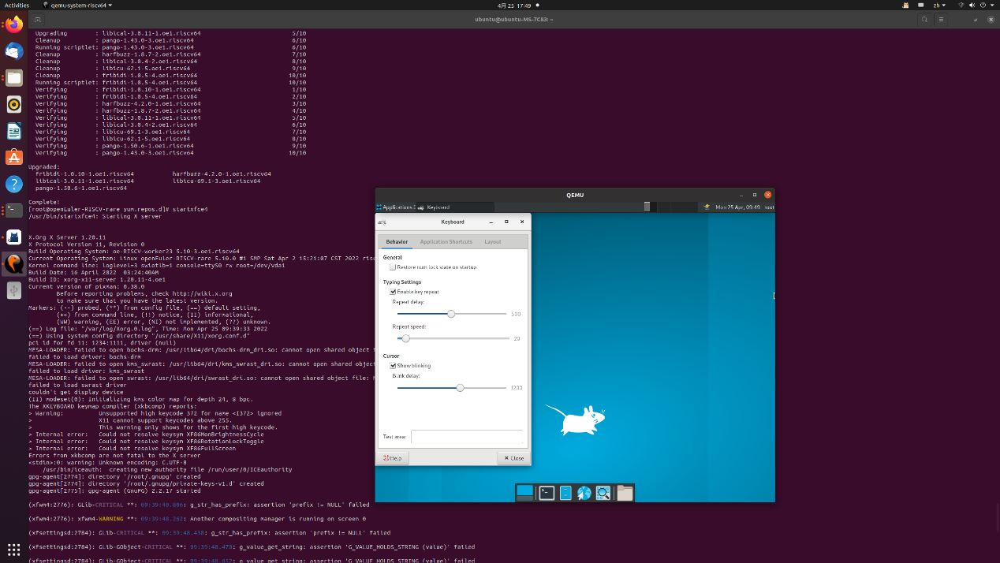 Activities
qemu-system-riscv64
4月 25 17:49
zh
ubuntu@ubuntu-MS-7C83: ~
Upgrading : libical-3.0.11-1.oe1.riscv64 5/10
Cleanup : pango-1.43.0-3.oe1.riscv64 6/10
Running scriptlet: pango-1.43.0-3.oe1.riscv64 6/10
Cleanup : harfbuzz-1.8.7-2.oe1.riscv64 7/10
Cleanup : libical-3.0.4-2.oe1.riscv64 8/10
Cleanup : libicu-62.1-5.oe1.riscv64 9/10
Cleanup : fribidi-1.0.5-4.oe1.riscv64 10/10
Running scriptlet: fribidi-1.0.5-4.oe1.riscv64 10/10
Verifying : fribidi-1.0.10-1.oe1.riscv64 1/10
Verifying : fribidi-1.0.5-4.oe1.riscv64 2/10
Verifying : harfbuzz-4.2.0-1.oe1.riscv64 3/10
Verifying : harfbuzz-1.8.7-2.oe1.riscv64 4/10
Verifying : libical-3.0.11-1.oe1.riscv64 5/10
Verifying : libical-3.0.4-2.oe1.riscv64 6/10
Verifying : libicu-69.1-3.oe1.riscv64 7/10
Verifying : libicu-62.1-5.oe1.riscv64 8/10
Verifying : pango-1.50.6-1.oe1.riscv64 9/10
Verifying : pango-1.43.0-3.oe1.riscv64 10/10
Upgraded:
fribidi-1.0.10-1.oe1.riscv64 harfbuzz-4.2.0-1.oe1.riscv64
libical-3.0.11-1.oe1.riscv64 libicu-69.1-3.oe1.riscv64
pango-1.50.6-1.oe1.riscv64
Complete!
[root@openEuler-RISCV-rare yum.repos.d]# startxfce4
/usr/bin/startxfce4: Starting X server
X.Org X Server 1.20.11
X Protocol Version 11, Revision 0
Build Operating System: oe-RISCV-worker23 5.10-3.oe1.riscv64
Current Operating System: Linux openEuler-RISCV-rare 5.10.0 #1 SMP Sat Apr 2 15:21:07 CST 2022 risc
Kernel command line: loglevel=3 swiotlb=1 console=tty50 rw root=/dev/vda1
Build Date: 16 April 2022 03:24:40AM
Build ID: xorg-x11-server 1.20.11-4.oe1
Current version of pixman: 0.38.0
Before reporting problems, check http://wiki.x.org
to make sure that you have the latest version.
Markers: (--) probed, (**) from config file, (==) default setting,
(++) from command line, (!!) notice, (II) informational,
(WW) warning, (EE) error, (NI) not implemented, (??) unknown.
(==) Log file: "/var/log/Xorg.0.log", Time: Mon Apr 25 09:39:33 2022
(==) Using system config directory "/usr/share/X11/xorg.conf.d"
pci id for fd 11: 1234:1111, driver (null)
MESA-LOADER: failed to open bochs-drm: /usr/lib64/dri/bochs-drm_dri.so: cannot open shared object f
failed to load driver: bochs-drm
MESA-LOADER: failed to open kms_swrast: /usr/lib64/dri/kms_swrast_dri.so: cannot open shared object
failed to load driver: kms_swrast
MESA-LOADER: failed to open swrast: /usr/lib64/dri/swrast_dri.so: cannot open shared object file: N
failed to load swrast driver
couldn't get display device
(II) modeset(0): Initializing kms color map for depth 24, 8 bpc.
The XKEYBOARD keymap compiler (xkbcomp) reports:
> Warning: Unsupported high keycode 372 for name <I372> ignored
> X11 cannot support keycodes above 255.
> This warning only shows for the first high keycode.
> Internal error: Could not resolve keysym XF86MonBrightnessCycle
> Internal error: Could not resolve keysym XF86RotationLockToggle
> Internal error: Could not resolve keysym XF86FullScreen
Errors from xkbcomp are not fatal to the X server
<stdin>:0: warning: Unknown encoding: C.UTF-8
/usr/bin/iceauth: creating new authority file /run/user/0/ICEauthority
gpg-agent[2774]: directory '/root/.gnupg' created
gpg-agent[2774]: directory '/root/.gnupg/private-keys-v1.d' created
gpg-agent[2775]: gpg-agent (GnuPG) 2.2.17 started
(xfwm4:2776): GLib-CRITICAL **: 09:39:40.806: g_str_has_prefix: assertion 'prefix != NULL' failed
(xfwm4:2776): xfwm4-WARNING **: 09:39:48.262: Another compositing manager is running on screen 0
(xfsettingsd:2784): GLib-CRITICAL **: 09:39:48.438: g_str_has_prefix: assertion 'prefix != NULL' failed
(xfsettingsd:2784): GLib-GObject-CRITICAL **: 09:39:48.470: g_value_get_string: assertion 'G_VALUE_HOLDS_STRING (value)' failed
(xfsettingsd:2784): GLib-GObject-CRITICAL **: 09:39:48.652: g_value_get_string: assertion 'G_VALUE_HOLDS_STRING (value)' failed
QEMU
Applications
Keyboard
Mon 25 Apr, 09:49
root
Keyboard
Behavior
Application Shortcuts
Layout
General
Restore num lock state on startup
Typing Settings
Enable key repeat
Repeat delay:
500
Repeat speed:
20
Cursor
Show blinking
Blink delay:
1200
Test area:
Help
Close